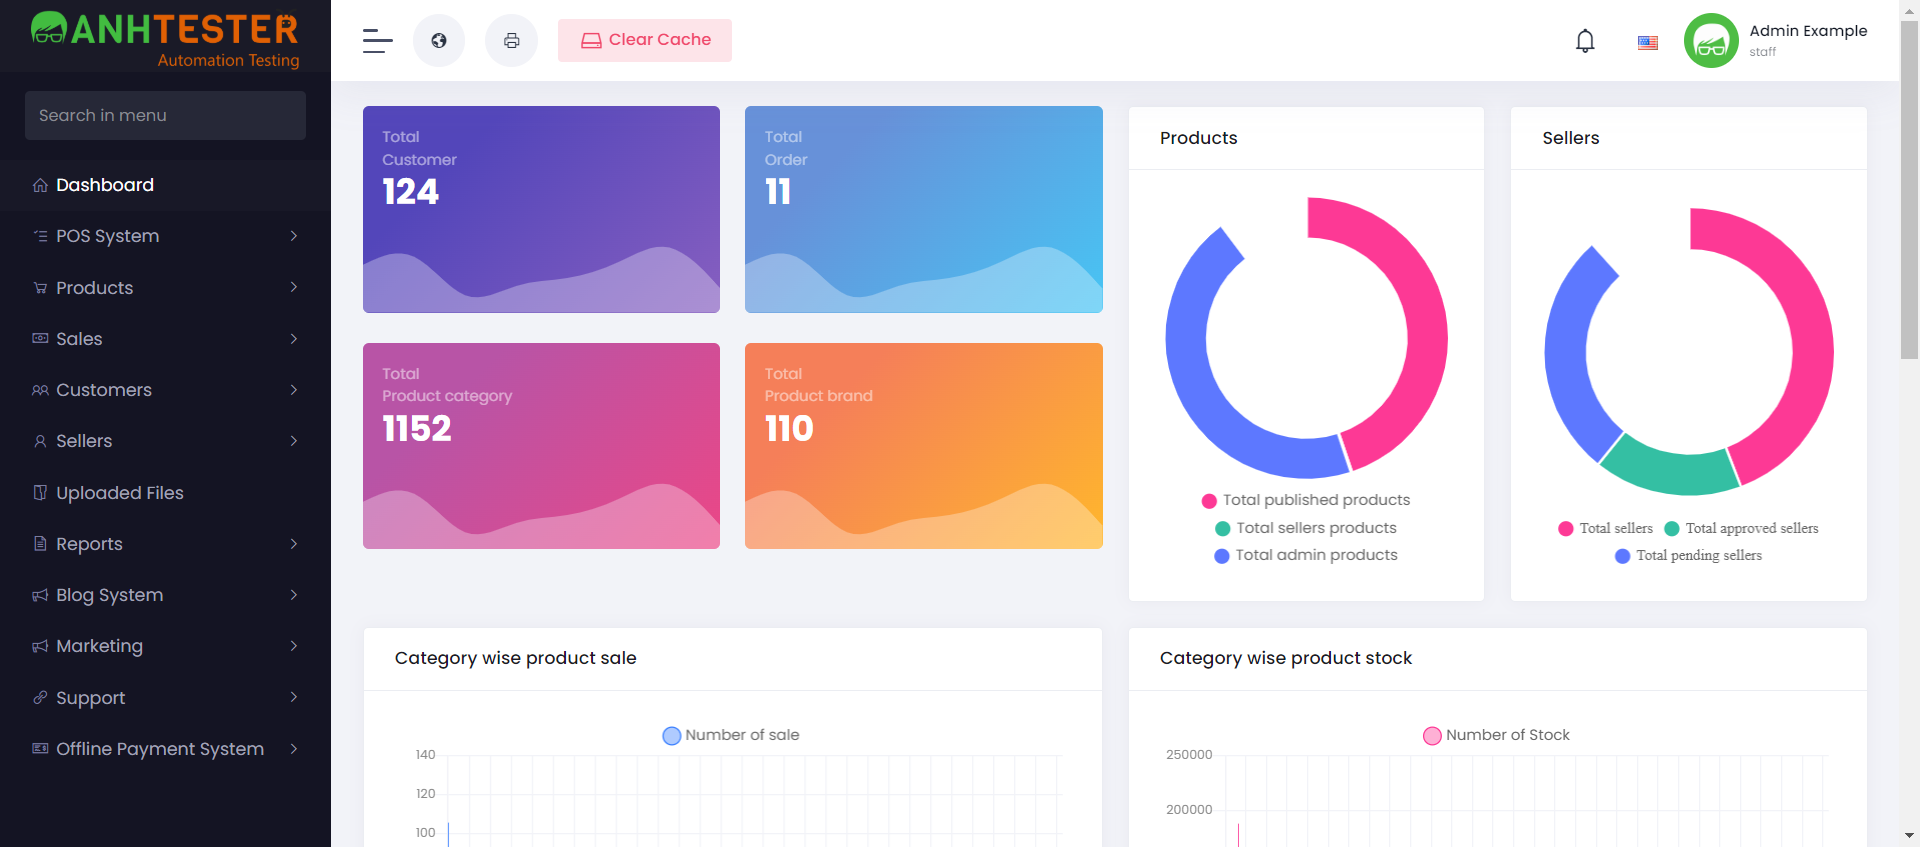 ANHTESTER
Automation Testing
Search in menu
Dashboard
POS System
Products
Sales
Customers
Sellers
Uploaded Files
Reports
Blog System
Marketing
Support
Offline Payment System
Clear Cache
Admin Example
staff
Total
Customer
124
Total
Order
11
Total
Product category
1152
Total
Product brand
110
Products
Total published products
Total sellers products
Total admin products
Sellers
Total sellers Total approved sellers
Total pending sellers
Category wise product sale
Number of sale
140
120
100
Category wise product stock
Number of Stock
250000
200000